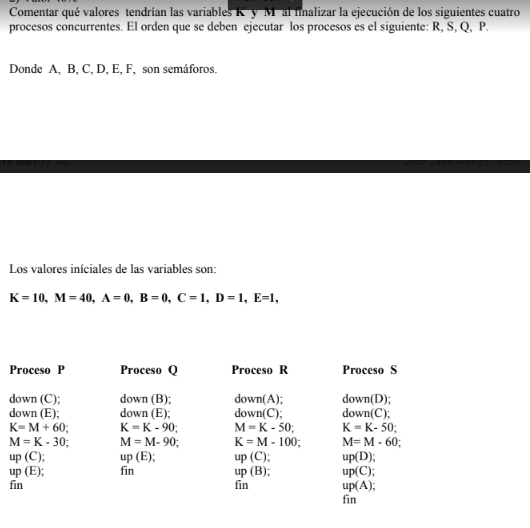 Comentar qué valores tendrían las variables K y M al finalizar la ejecución de los siguientes cuatro
procesos concurrentes. El orden que se deben ejecutar los procesos es el siguiente: R, S, Q, P.
Donde A, B, C, D, E, F, son semáforos.
Los valores iníciales de las variables son:
K = 10, M = 40, A = 0, B = 0, C = 1, D = 1, E=1,
Proceso P Proceso Q Proceso R Proceso S
down (C); down (B); down(A); down(D);
down (E); down (E); down(C); down(C);
K= M + 60; K = K - 90; M = K - 50; K = K- 50;
M = K - 30; M = M- 90; K = M - 100; M= M - 60;
up (C); up (E); up (C); up(D);
up (E); fin up (B); up(C);
fin fin up(A);
fin